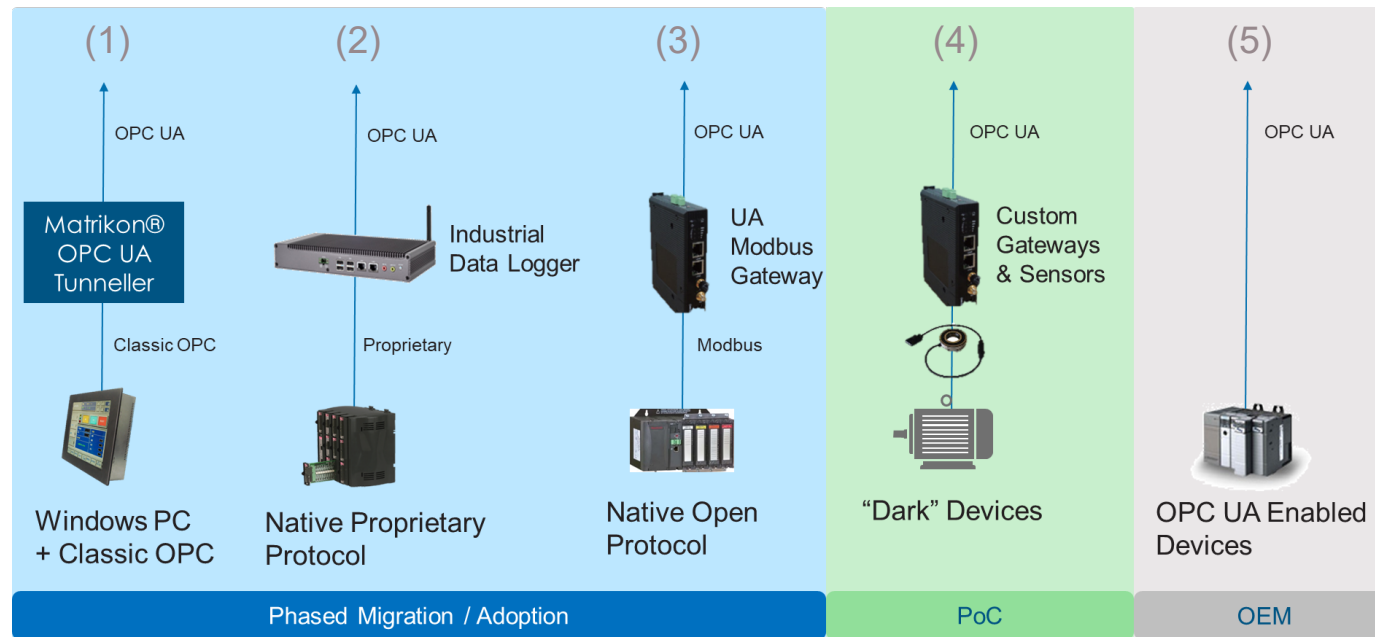 (1)
(2)
(3)
(4)
(5)
OPC UA
OPC UA
OPC UA
OPC UA
OPC UA
Matrikon®
OPC UA
Tunneller
Industrial
Data Logger
UA
Modbus
Gateway
Custom
Gateways
& Sensors
Classic OPC
Proprietary
Modbus
Windows PC
+ Classic OPC
Native Proprietary
Protocol
Native Open
Protocol
“Dark” Devices
OPC UA Enabled
Devices
Phased Migration / Adoption
PoC
OEM